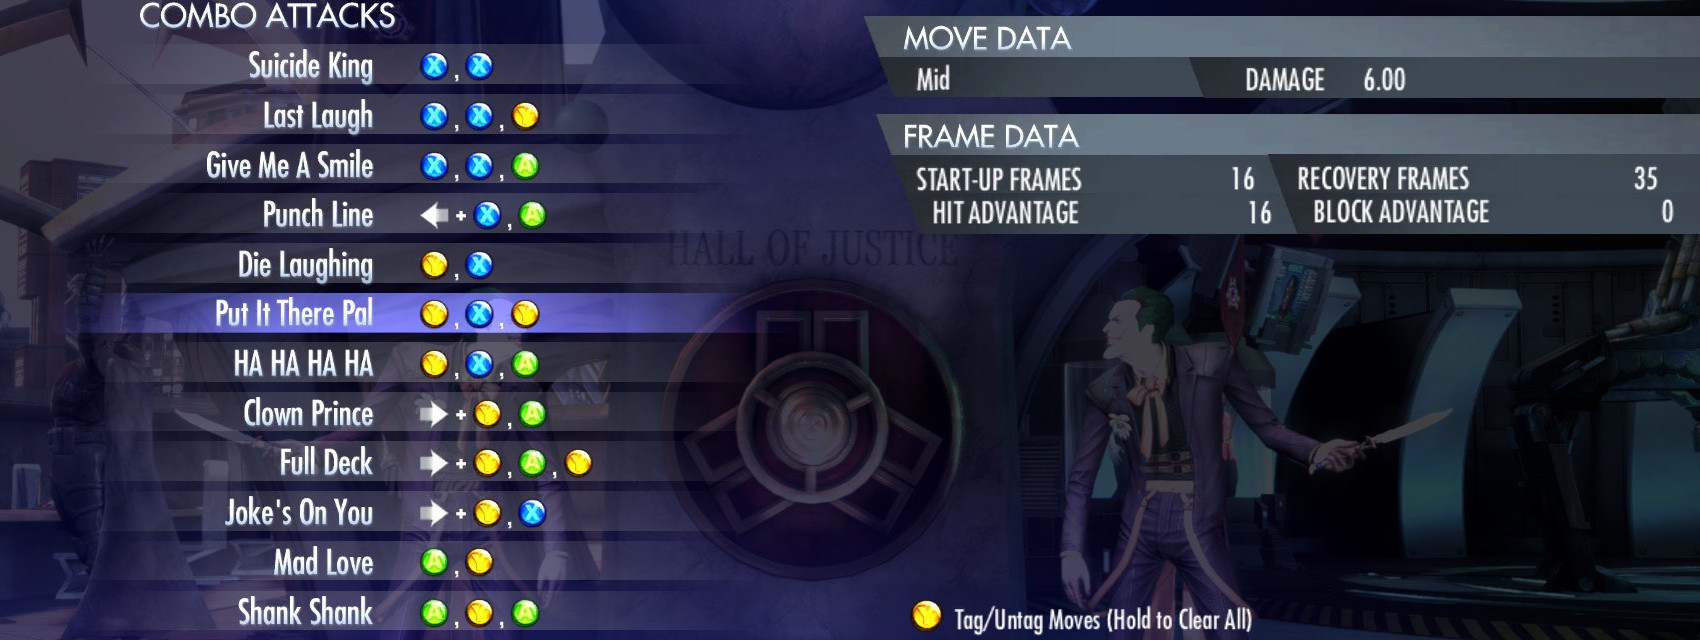 COMBO ATTACKS
Suicide King X, X
Last Laugh X, X, Y
Give Me A Smile X, X, A
Punch Line ← + X, A
Die Laughing Y, X
Put It There Pal Y, X, Y
HA HA HA HA Y, X, A
Clown Prince → + Y, A
Full Deck → + Y, A, Y
Joke's On You → + Y, X
Mad Love A, Y
Shank Shank A, Y, A
MOVE DATA
Mid DAMAGE 6.00
FRAME DATA
START-UP FRAMES 16 RECOVERY FRAMES 35
HIT ADVANTAGE 16 BLOCK ADVANTAGE 0
HALL OF JUSTICE
Y Tag/Untag Moves (Hold to Clear All)